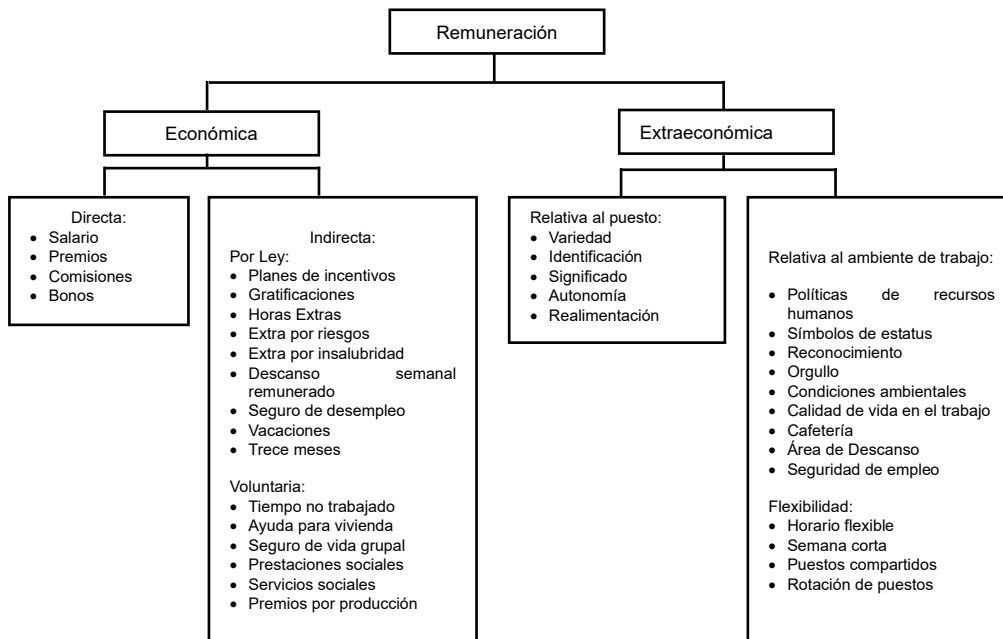 Remuneración
Económica
Extraeconómica
Directa:
• Salario
• Premios
• Comisiones
• Bonos
Indirecta:
Por Ley:
• Planes de incentivos
• Gratificaciones
• Horas Extras
• Extra por riesgos
• Extra por insalubridad
• Descanso semanal
remunerado
• Seguro de desempleo
• Vacaciones
• Trece meses
Voluntaria:
• Tiempo no trabajado
• Ayuda para vivienda
• Seguro de vida grupal
• Prestaciones sociales
• Servicios sociales
• Premios por producción
Relativa al puesto:
• Variedad
• Identificación
• Significado
• Autonomía
• Realimentación
Relativa al ambiente de trabajo:
• Políticas de recursos
humanos
• Símbolos de estatus
• Reconocimiento
• Orgullo
• Condiciones ambientales
• Calidad de vida en el trabajo
• Cafetería
• Área de Descanso
• Seguridad de empleo
Flexibilidad:
• Horario flexible
• Semana corta
• Puestos compartidos
• Rotación de puestos